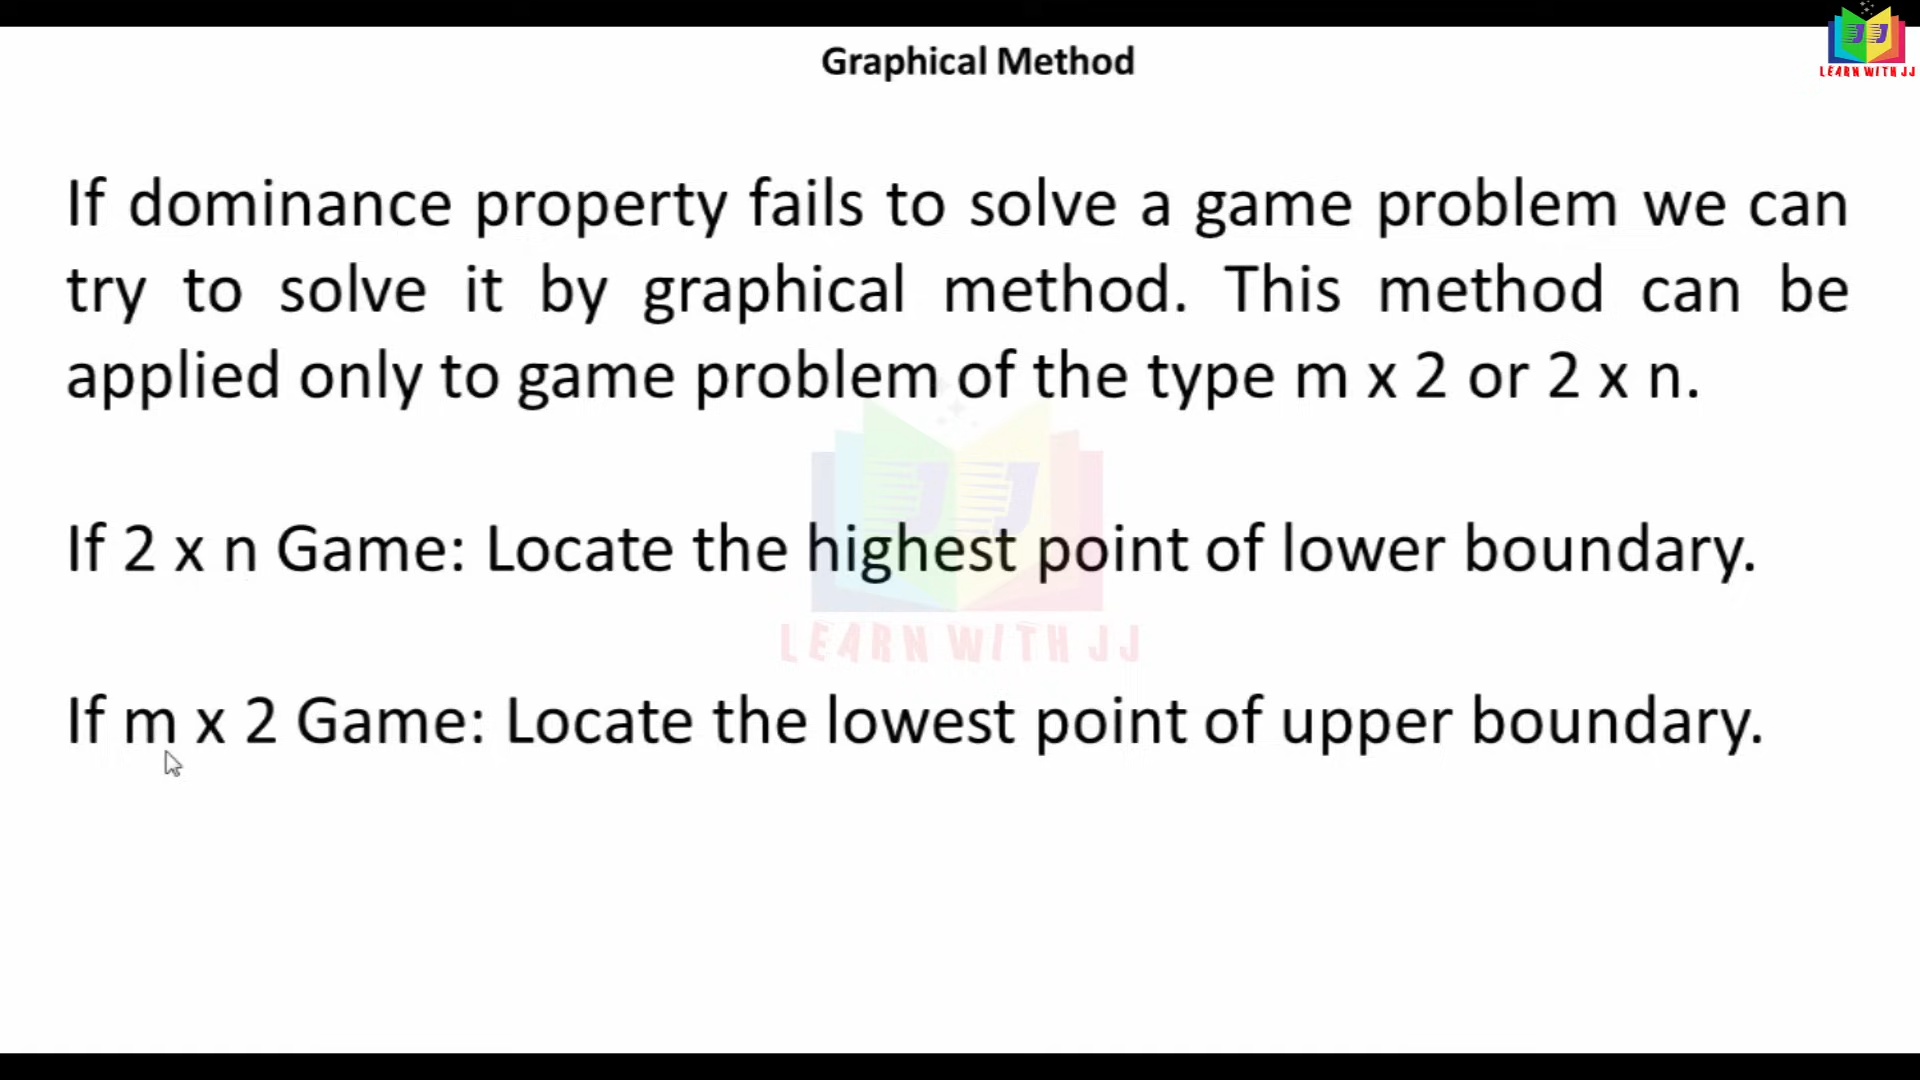 Graphical Method
LEARN WITH JJ
If dominance property fails to solve a game problem we can
try to solve it by graphical method. This method can be
applied only to game problem of the type m x 2 or 2 x n.
If 2 x n Game: Locate the highest point of lower boundary.
LEARN WITH JJ
If m x 2 Game: Locate the lowest point of upper boundary.